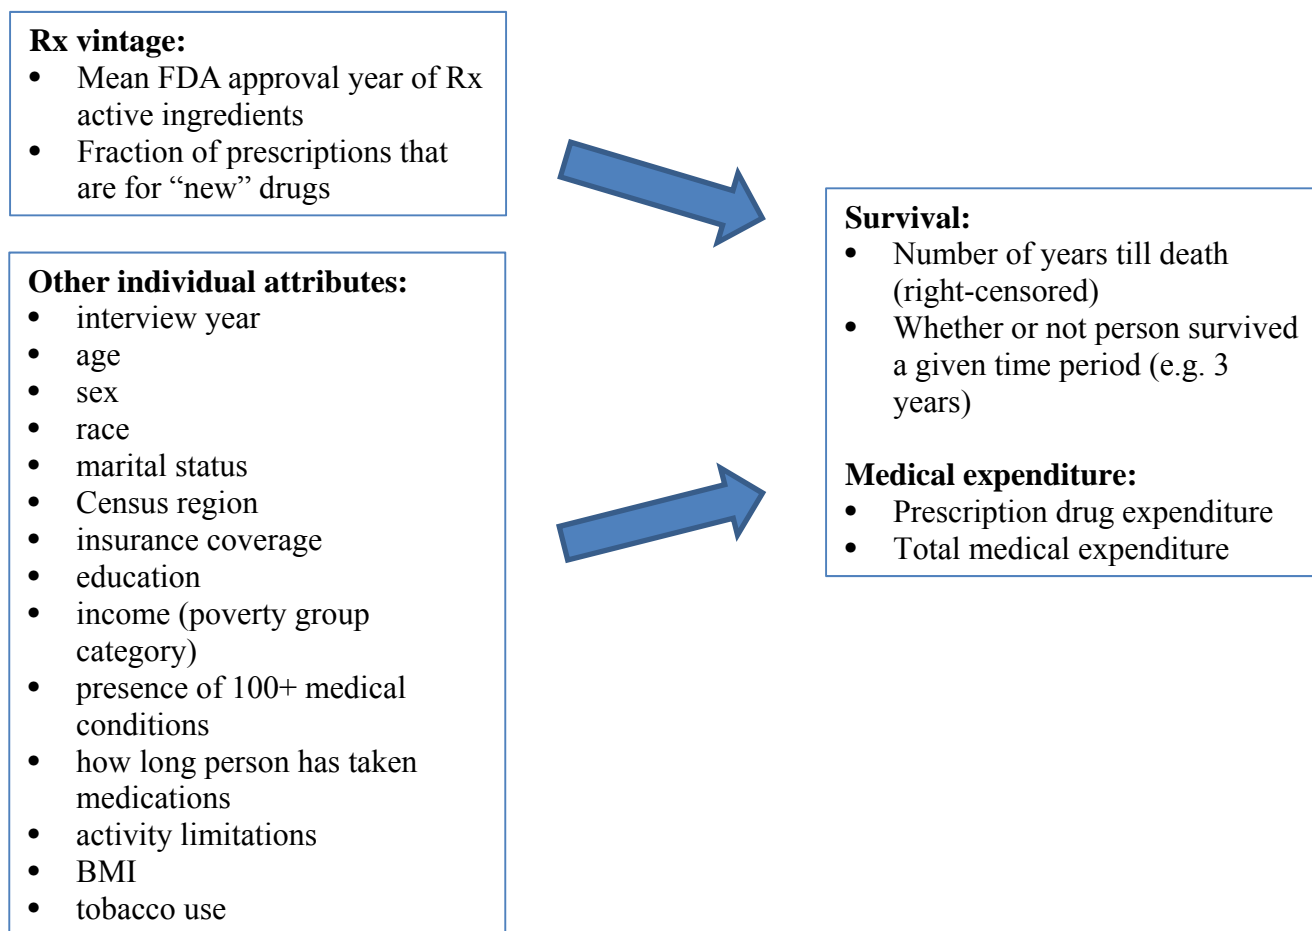 Rx vintage:
• Mean FDA approval year of Rx
active ingredients
• Fraction of prescriptions that
are for “new” drugs
Other individual attributes:
• interview year
• age
• sex
• race
• marital status
• Census region
• insurance coverage
• education
• income (poverty group
category)
• presence of 100+ medical
conditions
• how long person has taken
medications
• activity limitations
• BMI
• tobacco use
Survival:
• Number of years till death
(right-censored)
• Whether or not person survived
a given time period (e.g. 3
years)
Medical expenditure:
• Prescription drug expenditure
• Total medical expenditure